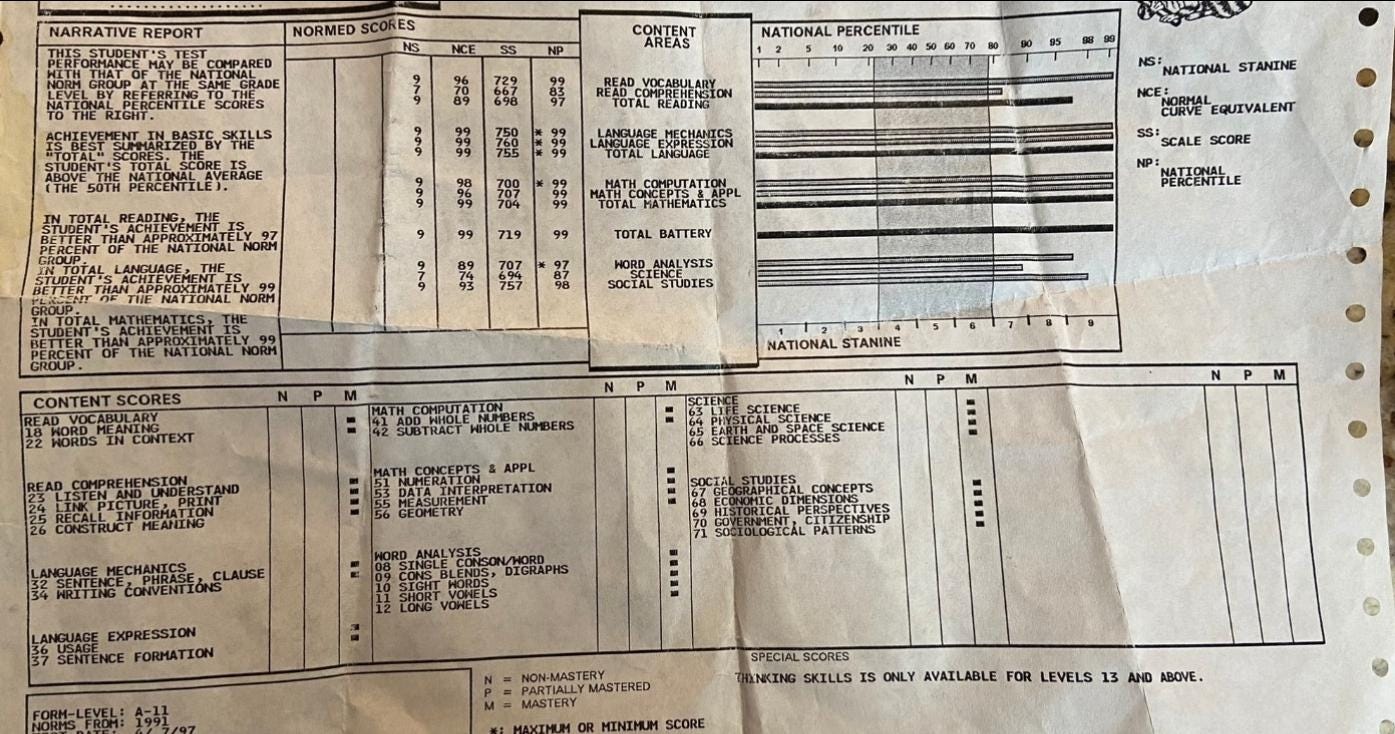 NARRATIVE REPORT
THIS STUDENT'S TEST
PERFORMANCE MAY BE COMPARED
WITH THAT OF THE NATIONAL
NORM GROUP AT THE SAME GRADE
LEVEL BY REFERRING TO THE
NATIONAL PERCENTILE SCORES
TO THE RIGHT.
ACHIEVEMENT IN BASIC SKILLS
IS BEST SUMMARIZED BY THE
"TOTAL" SCORES. THE
STUDENT'S TOTAL SCORE IS
ABOVE THE NATIONAL AVERAGE
(THE 50TH PERCENTILE).
IN TOTAL READING, THE
STUDENT'S ACHIEVEMENT IS
BETTER THAN APPROXIMATELY 97
PERCENT OF THE NATIONAL NORM
GROUP.
IN TOTAL LANGUAGE, THE
STUDENT'S ACHIEVEMENT IS
BETTER THAN APPROXIMATELY 99
PERCENT OF THE NATIONAL NORM
GROUP.
IN TOTAL MATHEMATICS, THE
STUDENT'S ACHIEVEMENT IS
BETTER THAN APPROXIMATELY 99
PERCENT OF THE NATIONAL NORM
GROUP.
NORMED SCORES
NS NCE SS NP
CONTENT
AREAS
NATIONAL PERCENTILE
1 2 5 10 20 30 40 50 60 70 80 90 95 98 99
9 96 729 99 READ VOCABULARY
7 70 667 83 READ COMPREHENSION
9 89 698 97 TOTAL READING
9 99 750 * 99 LANGUAGE MECHANICS
9 99 760 * 99 LANGUAGE EXPRESSION
9 99 755 * 99 TOTAL LANGUAGE
9 98 700 * 99 MATH COMPUTATION
9 96 707 99 MATH CONCEPTS & APPL
9 99 704 99 TOTAL MATHEMATICS
9 99 719 99 TOTAL BATTERY
9 89 707 * 97 WORD ANALYSIS
7 74 694 87 SCIENCE
9 93 757 98 SOCIAL STUDIES
1 2 3 4 5 6 7 8 9
NATIONAL STANINE
NS:
NATIONAL STANINE
NCE:
NORMAL
CURVE EQUIVALENT
SS:
SCALE SCORE
NP:
NATIONAL
PERCENTILE
CONTENT SCORES N P M
READ VOCABULARY
18 WORD MEANING
22 WORDS IN CONTEXT
READ COMPREHENSION
23 LISTEN AND UNDERSTAND
24 LINK PICTURE, PRINT
25 RECALL INFORMATION
26 CONSTRUCT MEANING
LANGUAGE MECHANICS
32 SENTENCE, PHRASE, CLAUSE
34 WRITING CONVENTIONS
LANGUAGE EXPRESSION
36 USAGE
37 SENTENCE FORMATION
N P M
MATH COMPUTATION
41 ADD WHOLE NUMBERS
42 SUBTRACT WHOLE NUMBERS
MATH CONCEPTS & APPL
51 NUMERATION
53 DATA INTERPRETATION
55 MEASUREMENT
56 GEOMETRY
WORD ANALYSIS
08 SINGLE CONSON/WORD
09 CONS BLENDS, DIGRAPHS
10 SIGHT WORDS
11 SHORT VOWELS
12 LONG VOWELS
N P M
SCIENCE
63 LIFE SCIENCE
64 PHYSICAL SCIENCE
65 EARTH AND SPACE SCIENCE
66 SCIENCE PROCESSES
SOCIAL STUDIES
67 GEOGRAPHICAL CONCEPTS
68 ECONOMIC DIMENSIONS
69 HISTORICAL PERSPECTIVES
70 GOVERNMENT, CITIZENSHIP
71 SOCIOLOGICAL PATTERNS
N P M
SPECIAL SCORES
THINKING SKILLS IS ONLY AVAILABLE FOR LEVELS 13 AND ABOVE.
N = NON-MASTERY
P = PARTIALLY MASTERED
M = MASTERY
*: MAXIMUM OR MINIMUM SCORE
FORM-LEVEL: A-11
NORMS FROM: 1991
7/97